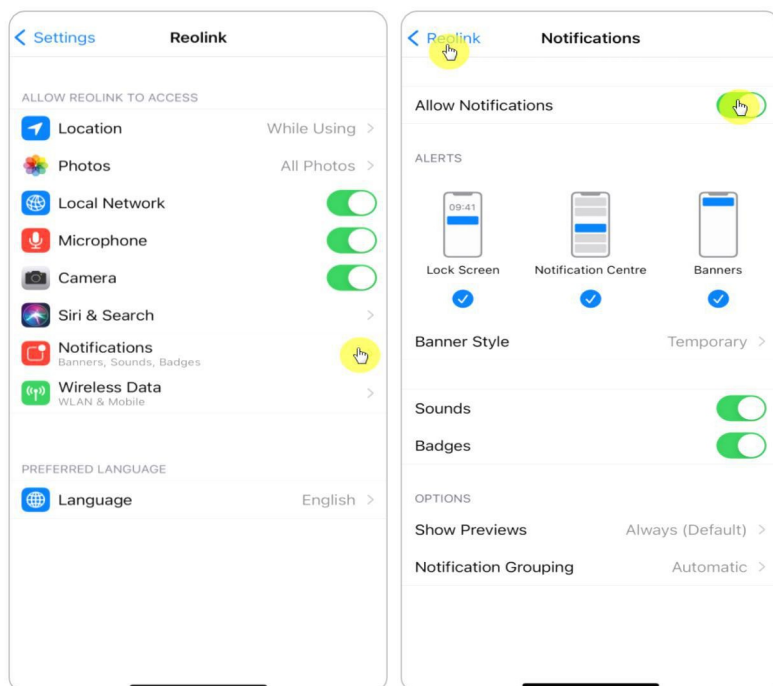 Settings
Reolink
ALLOW REOLINK TO ACCESS
Location While Using
Photos All Photos
Local Network
Microphone
Camera
Siri & Search
Notifications
Banners, Sounds, Badges
Wireless Data
WLAN & Mobile
PREFERRED LANGUAGE
Language English
Reolink
Notifications
Allow Notifications
ALERTS
09:41
Lock Screen Notification Centre Banners
Banner Style Temporary
Sounds
Badges
OPTIONS
Show Previews Always (Default)
Notification Grouping Automatic